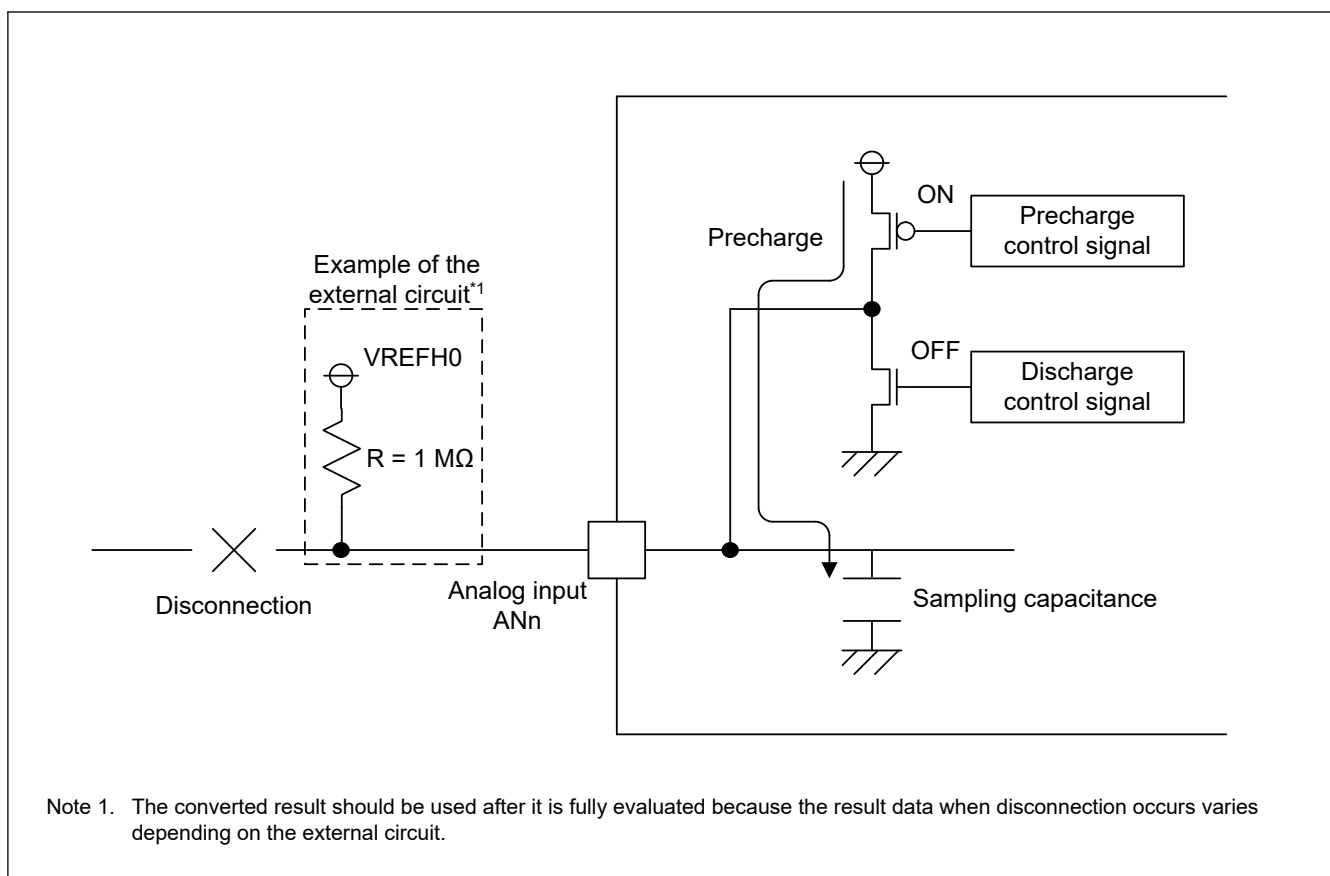 ON
Precharge
control signal
Precharge
Example of the
external circuit*1
VREFH0
OFF
Discharge
control signal
R = 1 MΩ
Disconnection
Analog input
ANn
Sampling capacitance
Note 1. The converted result should be used after it is fully evaluated because the result data when disconnection occurs varies
depending on the external circuit.